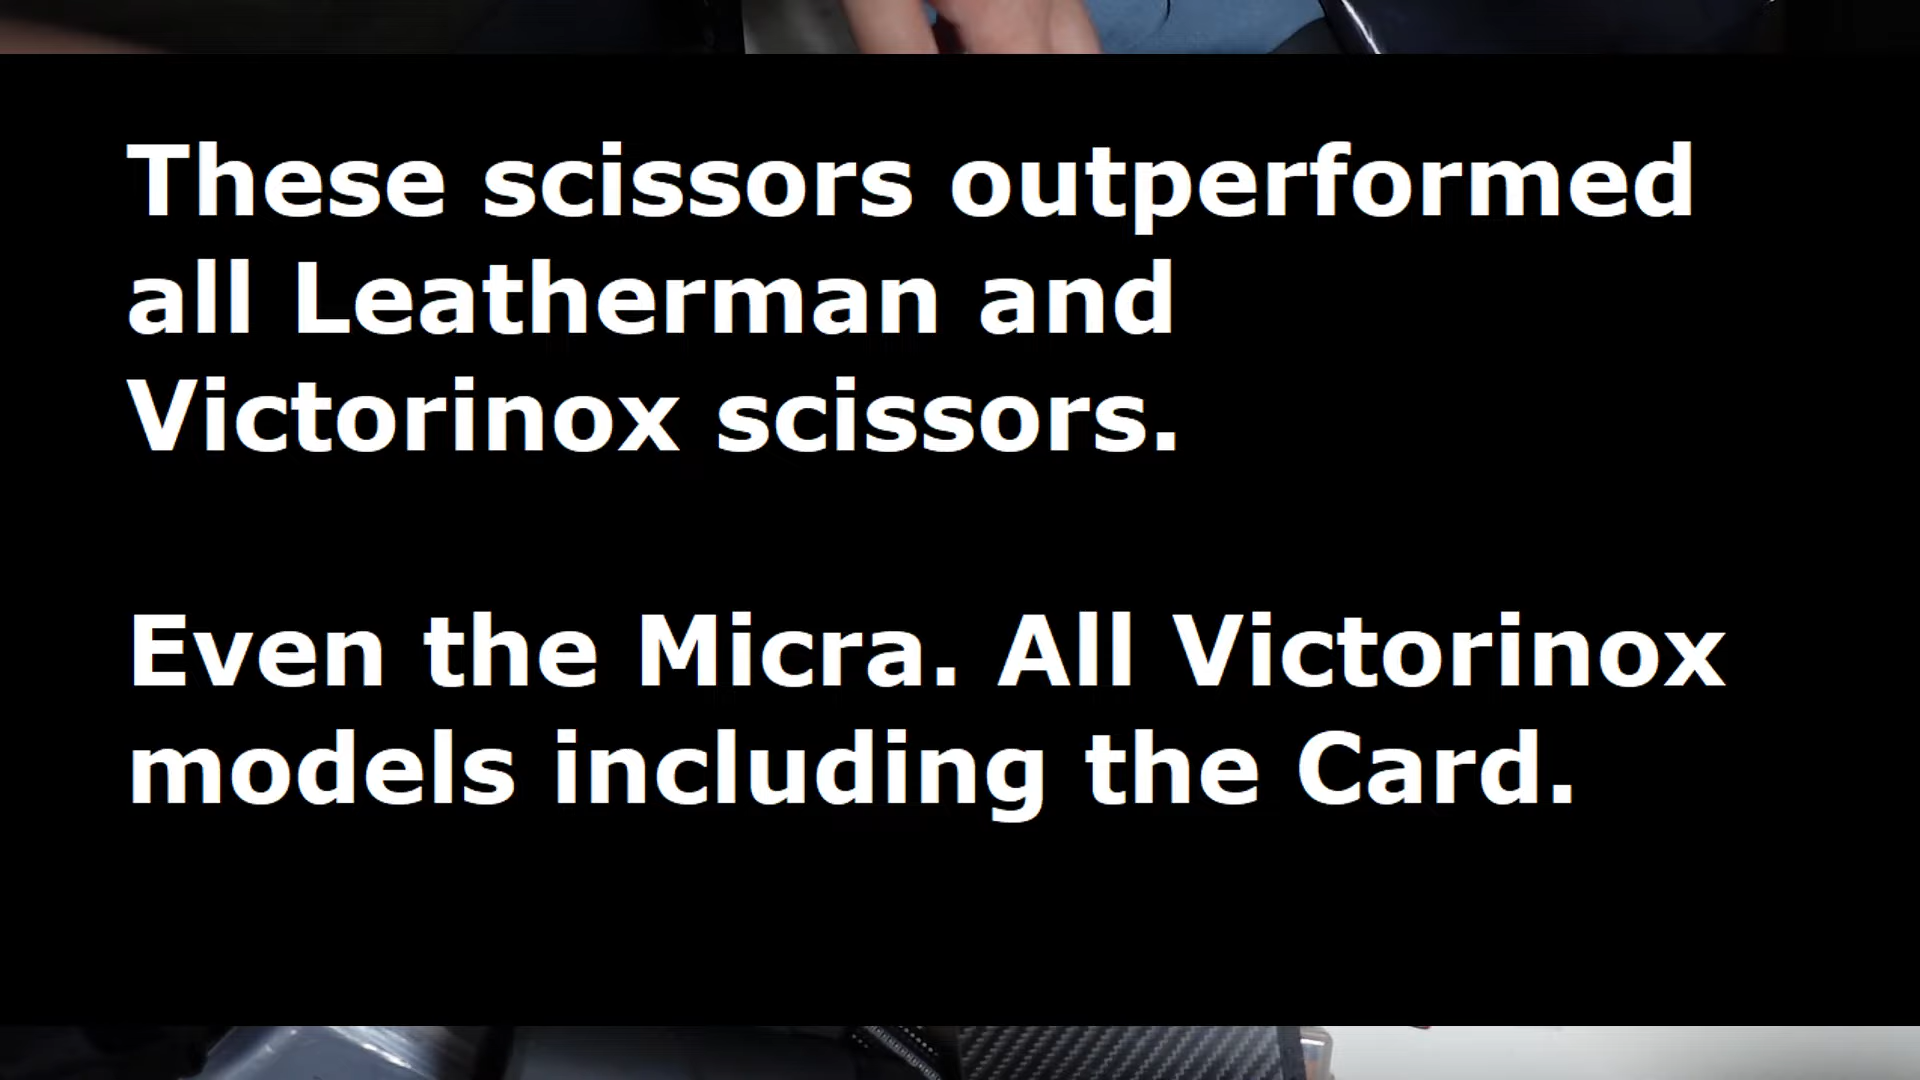 These scissors outperformed
all Leatherman and
Victorinox scissors.
Even the Micra. All Victorinox
models including the Card.